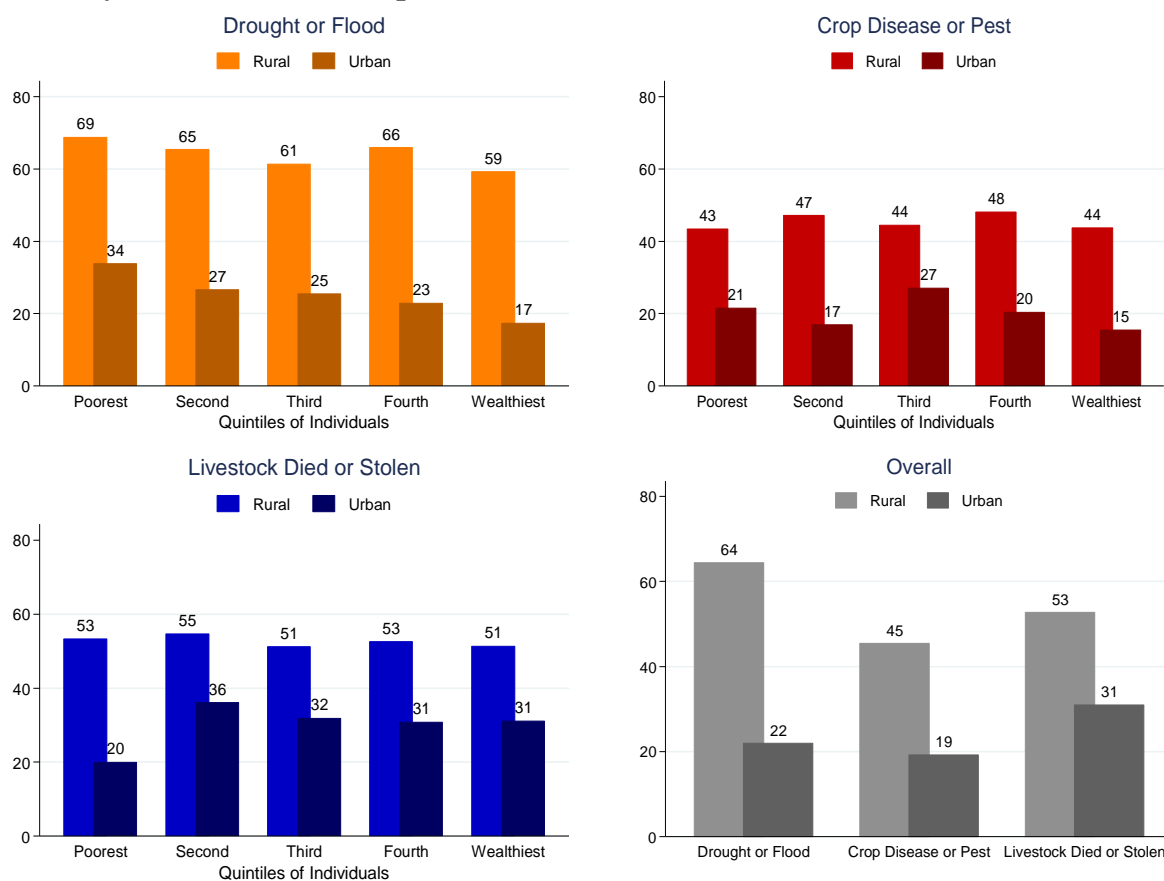 Drought or Flood
Rural Urban
80
60
40
20
0
69 65 61 66 59
34 27 25 23 17
Poorest Second Third Fourth Wealthiest
Quintiles of Individuals
Crop Disease or Pest
Rural Urban
80
60
40
20
0
43 47 44 48 44
21 17 27 20 15
Poorest Second Third Fourth Wealthiest
Quintiles of Individuals
Livestock Died or Stolen
Rural Urban
80
60
40
20
0
53 55 51 53 51
20 36 32 31 31
Poorest Second Third Fourth Wealthiest
Quintiles of Individuals
Overall
Rural Urban
80
60
40
20
0
64 45 53
22 19 31
Drought or Flood Crop Disease or Pest Livestock Died or Stolen